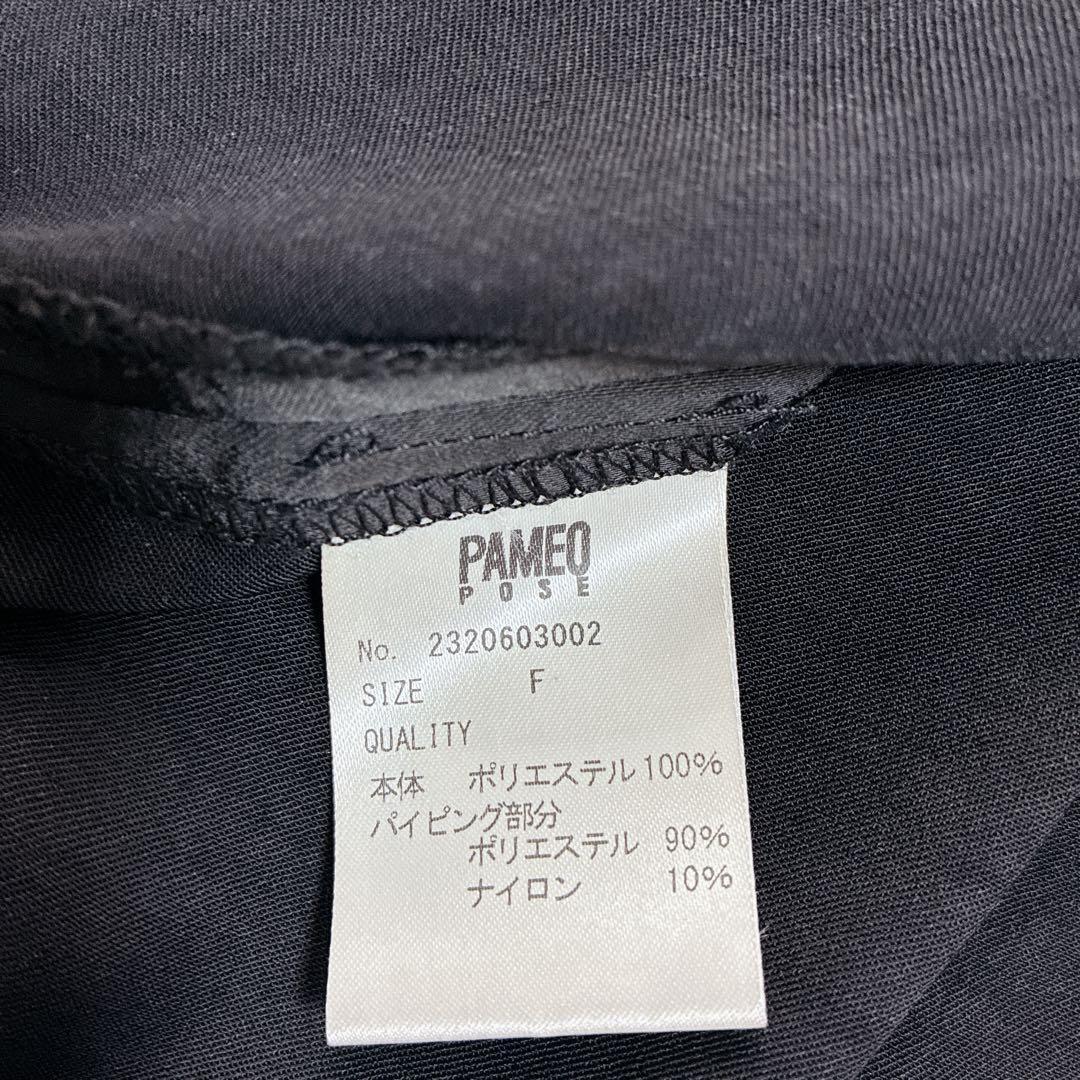 PAMEO
POSE
No. 2320603002
SIZE F
QUALITY
本体 ポリエステル100%
パイピング部分
ポリエステル 90%
ナイロン 10%